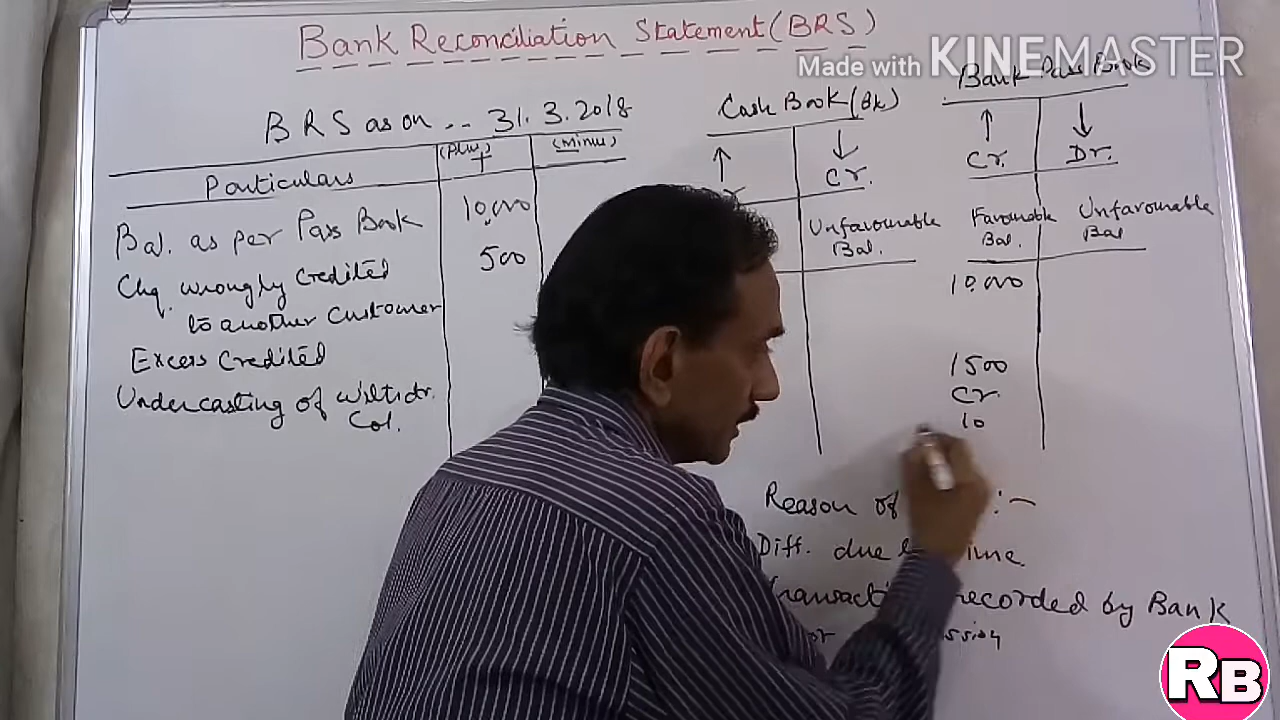 Bank Reconciliation Statement (BRS)
Made with KINEMASTER
Bank Pass Book
Cash Book (Bk)
BRS as on .. 31.3.2018
Particulars
(Plus) +
(minus)
↑ ↓
Cr.
↑ ↓
Cr. Dr.
Bal. as per Pass Book 10,000
Unfavourable Bal.
Favourable Bal.
Unfavourable Bal
Chq. wrongly credited
to another customer
500
10,000
Excess Credited
1500
Cr.
10
Undercasting of withdr.
Col.
Reason of :-
Diff. due
recorded by Bank
RB